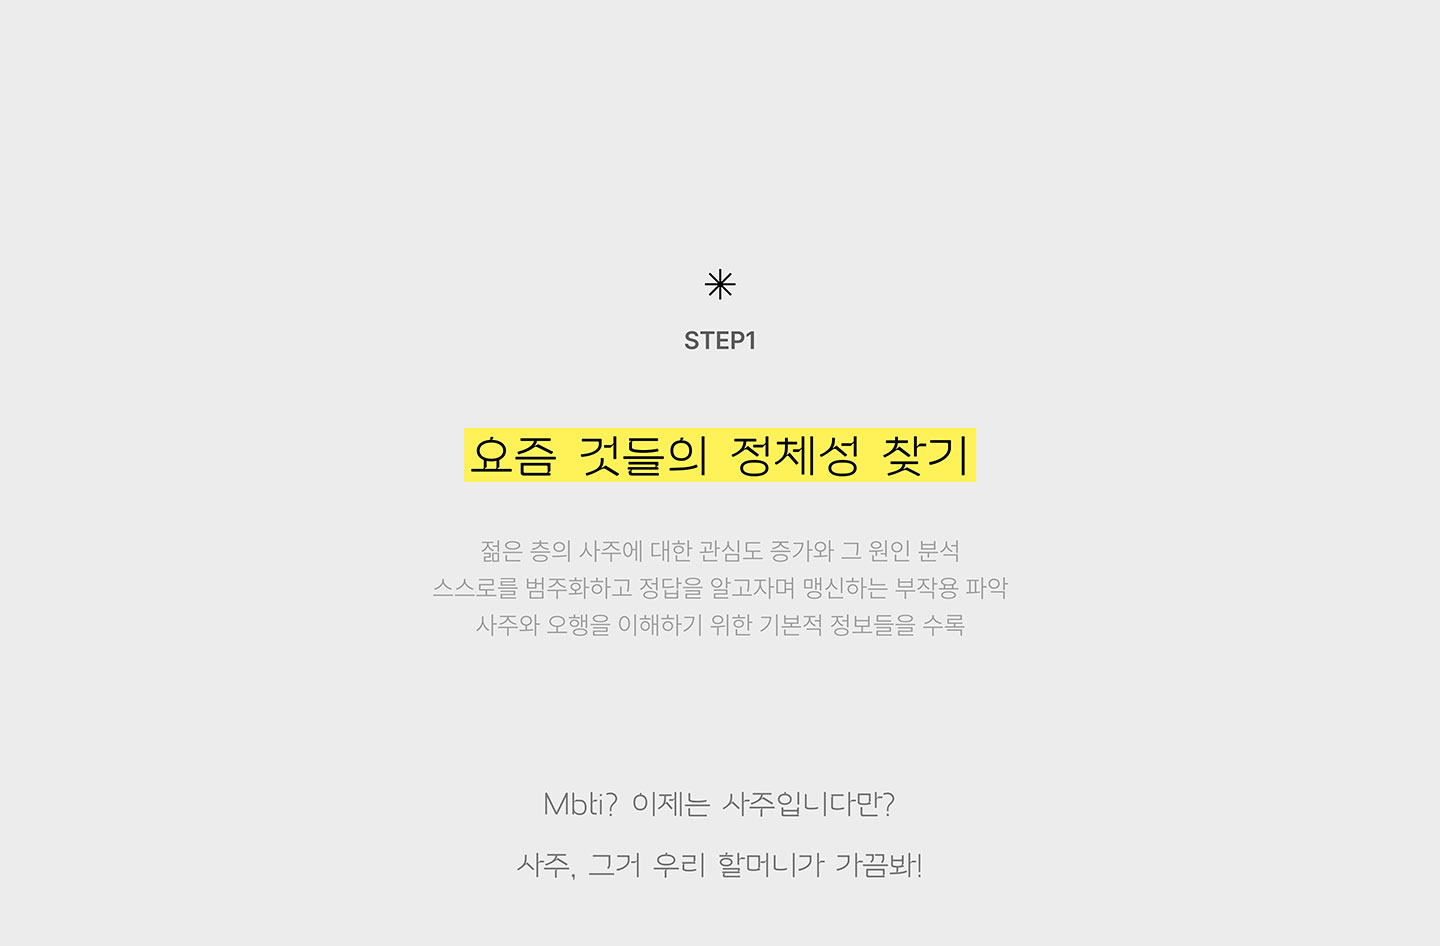 STEP1
요즘 것들의 정체성 찾기
젊은 층의 사주에 대한 관심도 증가와 그 원인 분석
스스로를 범주화하고 정답을 알고자며 맹신하는 부작용 파악
사주와 오행을 이해하기 위한 기본적 정보들을 수록
Mbti? 이제는 사주입니다만?
사주, 그거 우리 할머니가 가끔봐!